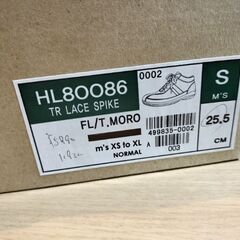 0002
HL80086
TR LACE SPIKE
S
M'S
FL/T.MORO
499835-0002
25.5
m's XS to XL
A
NORMAL
003
CM